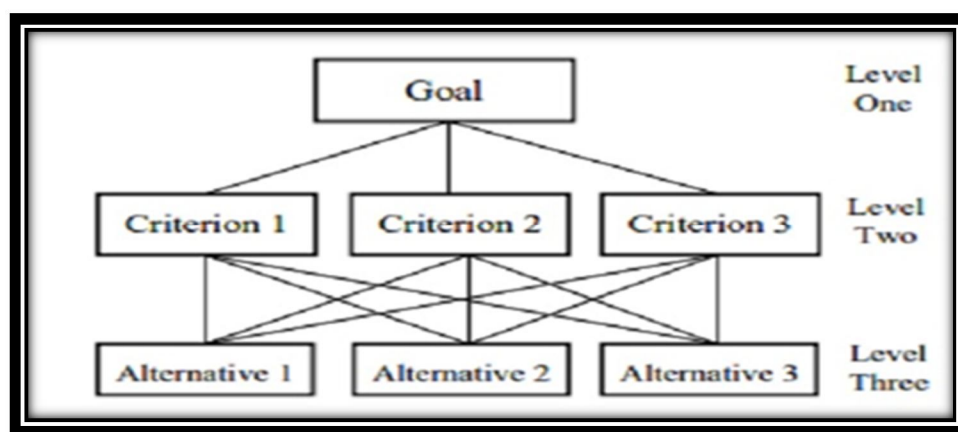 Goal
Level
One
Criterion 1
Criterion 2
Criterion 3
Level
Two
Alternative 1
Alternative 2
Alternative 3
Level
Three